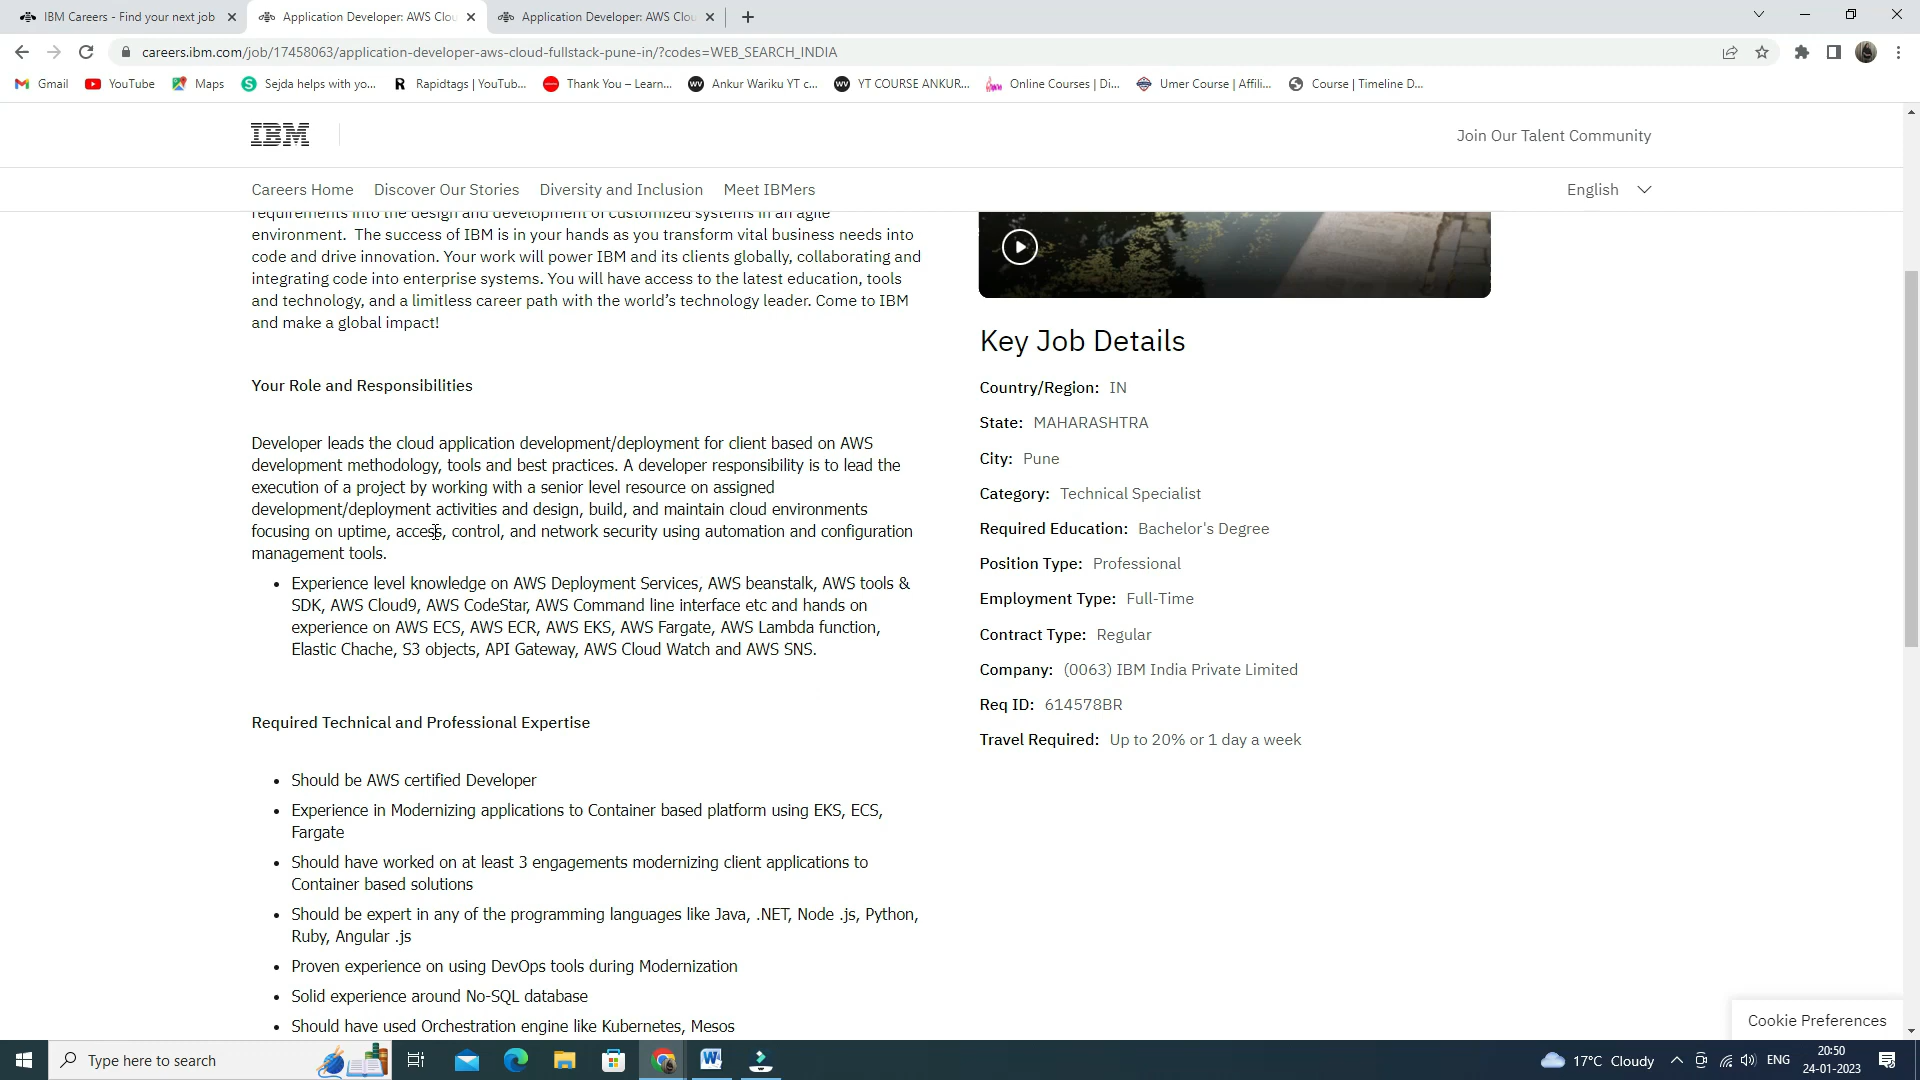 IBM Careers - Find your next job
Application Developer: AWS Clou
Application Developer: AWS Clou
careers.ibm.com/job/17458063/application-developer-aws-cloud-fullstack-pune-in/?codes=WEB_SEARCH_INDIA
Gmail YouTube Maps Sejda helps with yo... Rapidtags | YouTub... Thank You – Learn... Ankur Wariku YT c... YT COURSE ANKUR... Online Courses | Di... Umer Course | Affili... Course | Timeline D...
IBM
Join Our Talent Community
Careers Home Discover Our Stories Diversity and Inclusion Meet IBMers English
requirements into the design and development of customized systems in an agile
environment. The success of IBM is in your hands as you transform vital business needs into
code and drive innovation. Your work will power IBM and its clients globally, collaborating and
integrating code into enterprise systems. You will have access to the latest education, tools
and technology, and a limitless career path with the world’s technology leader. Come to IBM
and make a global impact!
Your Role and Responsibilities
Developer leads the cloud application development/deployment for client based on AWS
development methodology, tools and best practices. A developer responsibility is to lead the
execution of a project by working with a senior level resource on assigned
development/deployment activities and design, build, and maintain cloud environments
focusing on uptime, access, control, and network security using automation and configuration
management tools.
• Experience level knowledge on AWS Deployment Services, AWS beanstalk, AWS tools &
SDK, AWS Cloud9, AWS CodeStar, AWS Command line interface etc and hands on
experience on AWS ECS, AWS ECR, AWS EKS, AWS Fargate, AWS Lambda function,
Elastic Chache, S3 objects, API Gateway, AWS Cloud Watch and AWS SNS.
Required Technical and Professional Expertise
• Should be AWS certified Developer
• Experience in Modernizing applications to Container based platform using EKS, ECS,
Fargate
• Should have worked on at least 3 engagements modernizing client applications to
Container based solutions
• Should be expert in any of the programming languages like Java, .NET, Node .js, Python,
Ruby, Angular .js
• Proven experience on using DevOps tools during Modernization
• Solid experience around No-SQL database
• Should have used Orchestration engine like Kubernetes, Mesos
Key Job Details
Country/Region: IN
State: MAHARASHTRA
City: Pune
Category: Technical Specialist
Required Education: Bachelor's Degree
Position Type: Professional
Employment Type: Full-Time
Contract Type: Regular
Company: (0063) IBM India Private Limited
Req ID: 614578BR
Travel Required: Up to 20% or 1 day a week
Cookie Preferences
Type here to search
17°C Cloudy
ENG
20:50
24-01-2023